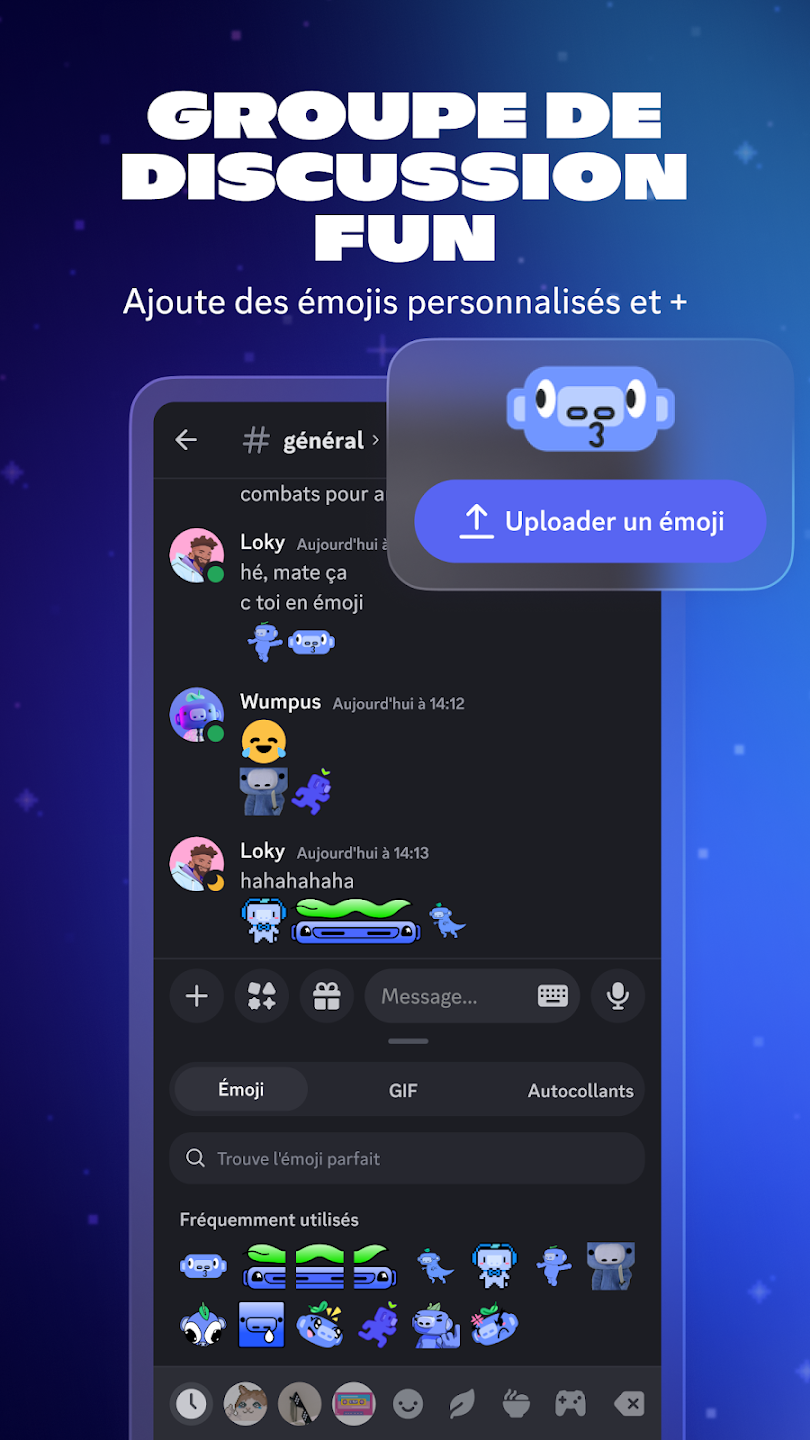 GROUPE DE
DISCUSSION
FUN
Ajoute des émojis personnalisés et +
général
Uploader un émoji
combats pour a
Loky Aujourd'hui à
hé, mate ça
c toi en émoji
Wumpus Aujourd'hui à 14:12
Loky Aujourd'hui à 14:13
hahahahaha
Message...
Émoji GIF Autocollants
Trouve l'émoji parfait
Fréquemment utilisés